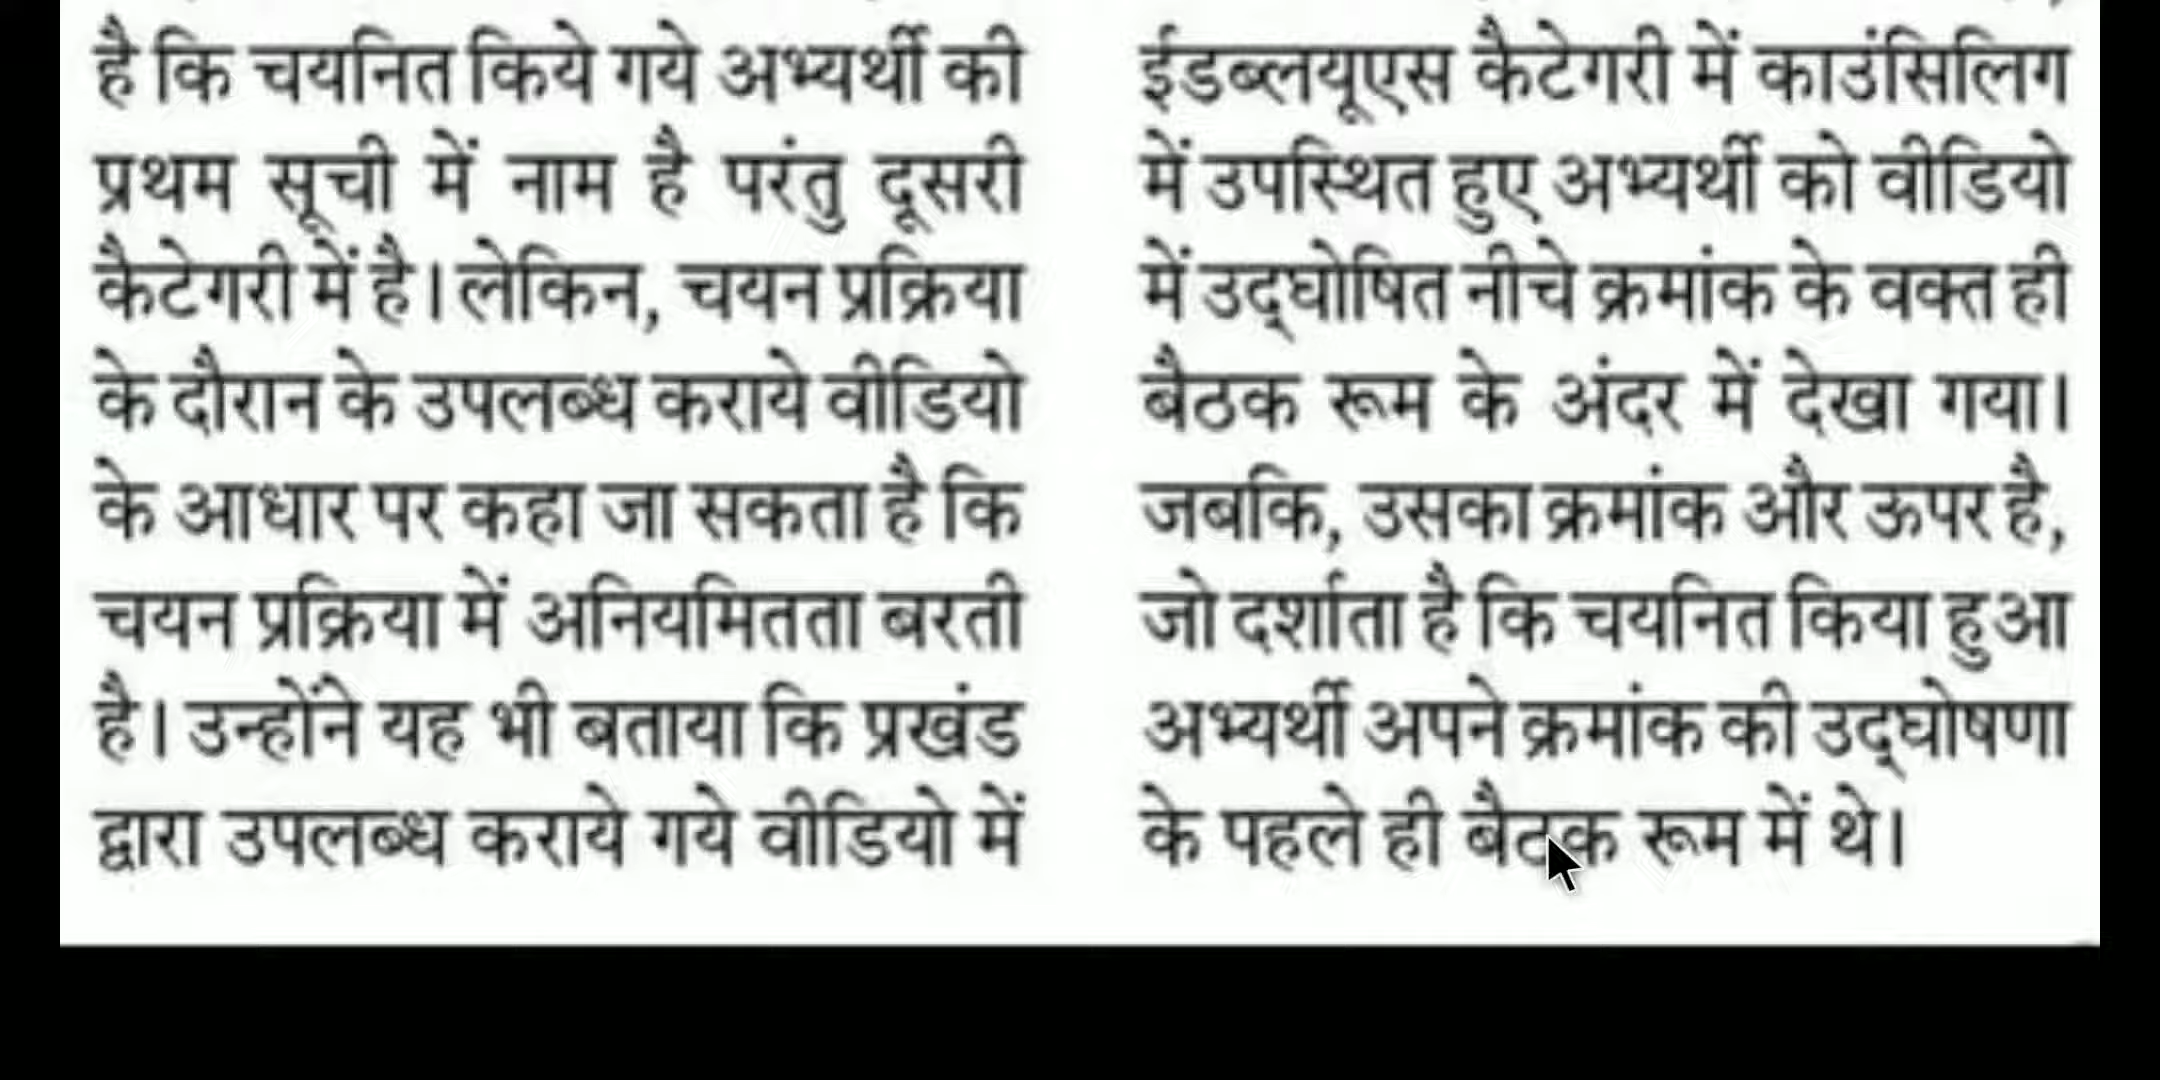 है कि चयनित किये गये अभ्यर्थी की
प्रथम सूची में नाम है परंतु दूसरी
कैटेगरी में है। लेकिन, चयन प्रक्रिया
के दौरान के उपलब्ध कराये वीडियो
के आधार पर कहा जा सकता है कि
चयन प्रक्रिया में अनियमितता बरती
है। उन्होंने यह भी बताया कि प्रखंड
द्वारा उपलब्ध कराये गये वीडियो में
ईडब्लयूएस कैटेगरी में काउंसिलिग
में उपस्थित हुए अभ्यर्थी को वीडियो
में उद्घोषित नीचे क्रमांक के वक्त ही
बैठक रूम के अंदर में देखा गया।
जबकि, उसका क्रमांक और ऊपर है,
जो दर्शाता है कि चयनित किया हुआ
अभ्यर्थी अपने क्रमांक की उद्घोषणा
के पहले ही बैठक रूम में थे।